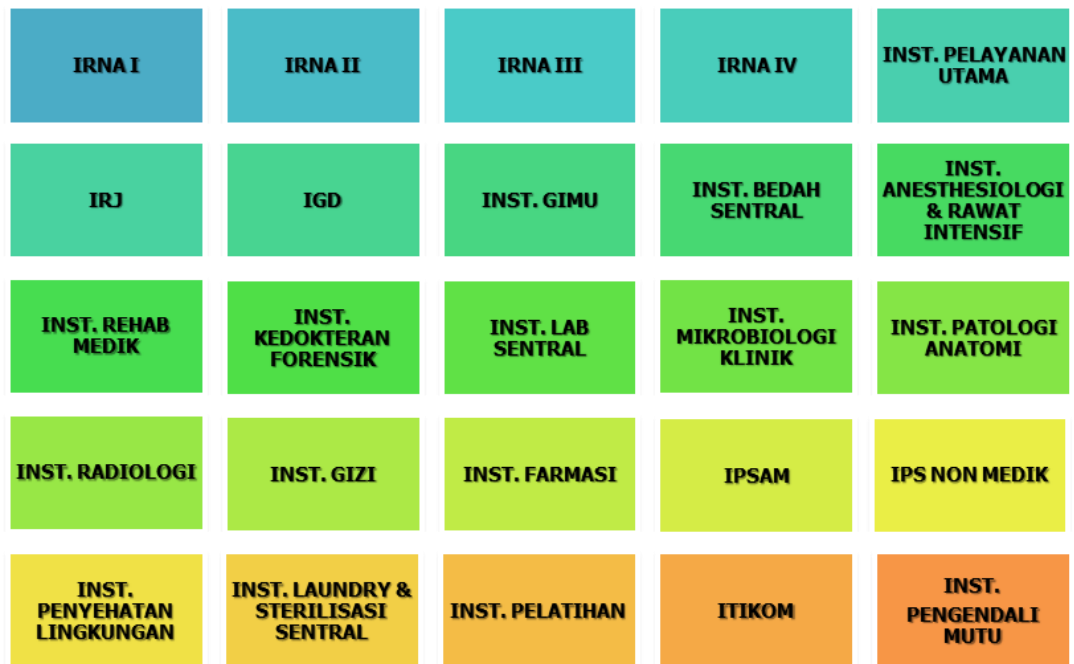 IRNA I
IRNA II
IRNA III
IRNA IV
INST. PELAYANAN
UTAMA
IRJ
IGD
INST. GIMU
INST. BEDAH
SENTRAL
INST.
ANESTHESIOLOGI
& RAWAT
INTENSIF
INST. REHAB
MEDIK
INST.
KEDOKTERAN
FORENSIK
INST. LAB
SENTRAL
INST.
MIKROBIOLOGI
KLINIK
INST. PATOLOGI
ANATOMI
INST. RADIOLOGI
INST. GIZI
INST. FARMASI
IPSAM
IPS NON MEDIK
INST.
PENYEHATAN
LINGKUNGAN
INST. LAUNDRY &
STERILISASI
SENTRAL
INST. PELATIHAN
ITIKOM
INST.
PENGENDALI
MUTU